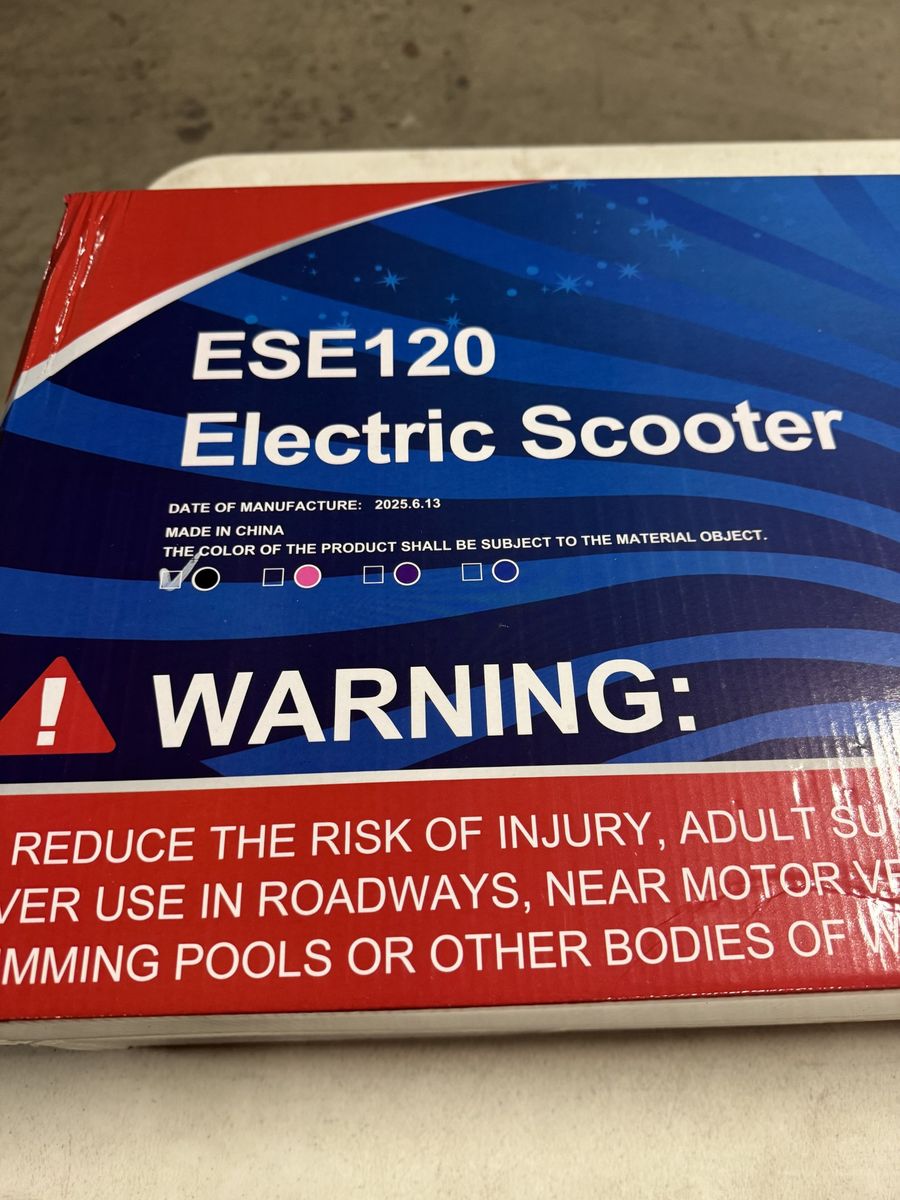 ESE120
Electric Scooter
DATE OF MANUFACTURE: 2025.6.13
MADE IN CHINA
THE COLOR OF THE PRODUCT SHALL BE SUBJECT TO THE MATERIAL OBJECT.
WARNING:
REDUCE THE RISK OF INJURY, ADULT
USE IN ROADWAYS, NEAR MOTOR
POOLS OR OTHER BODIES OF